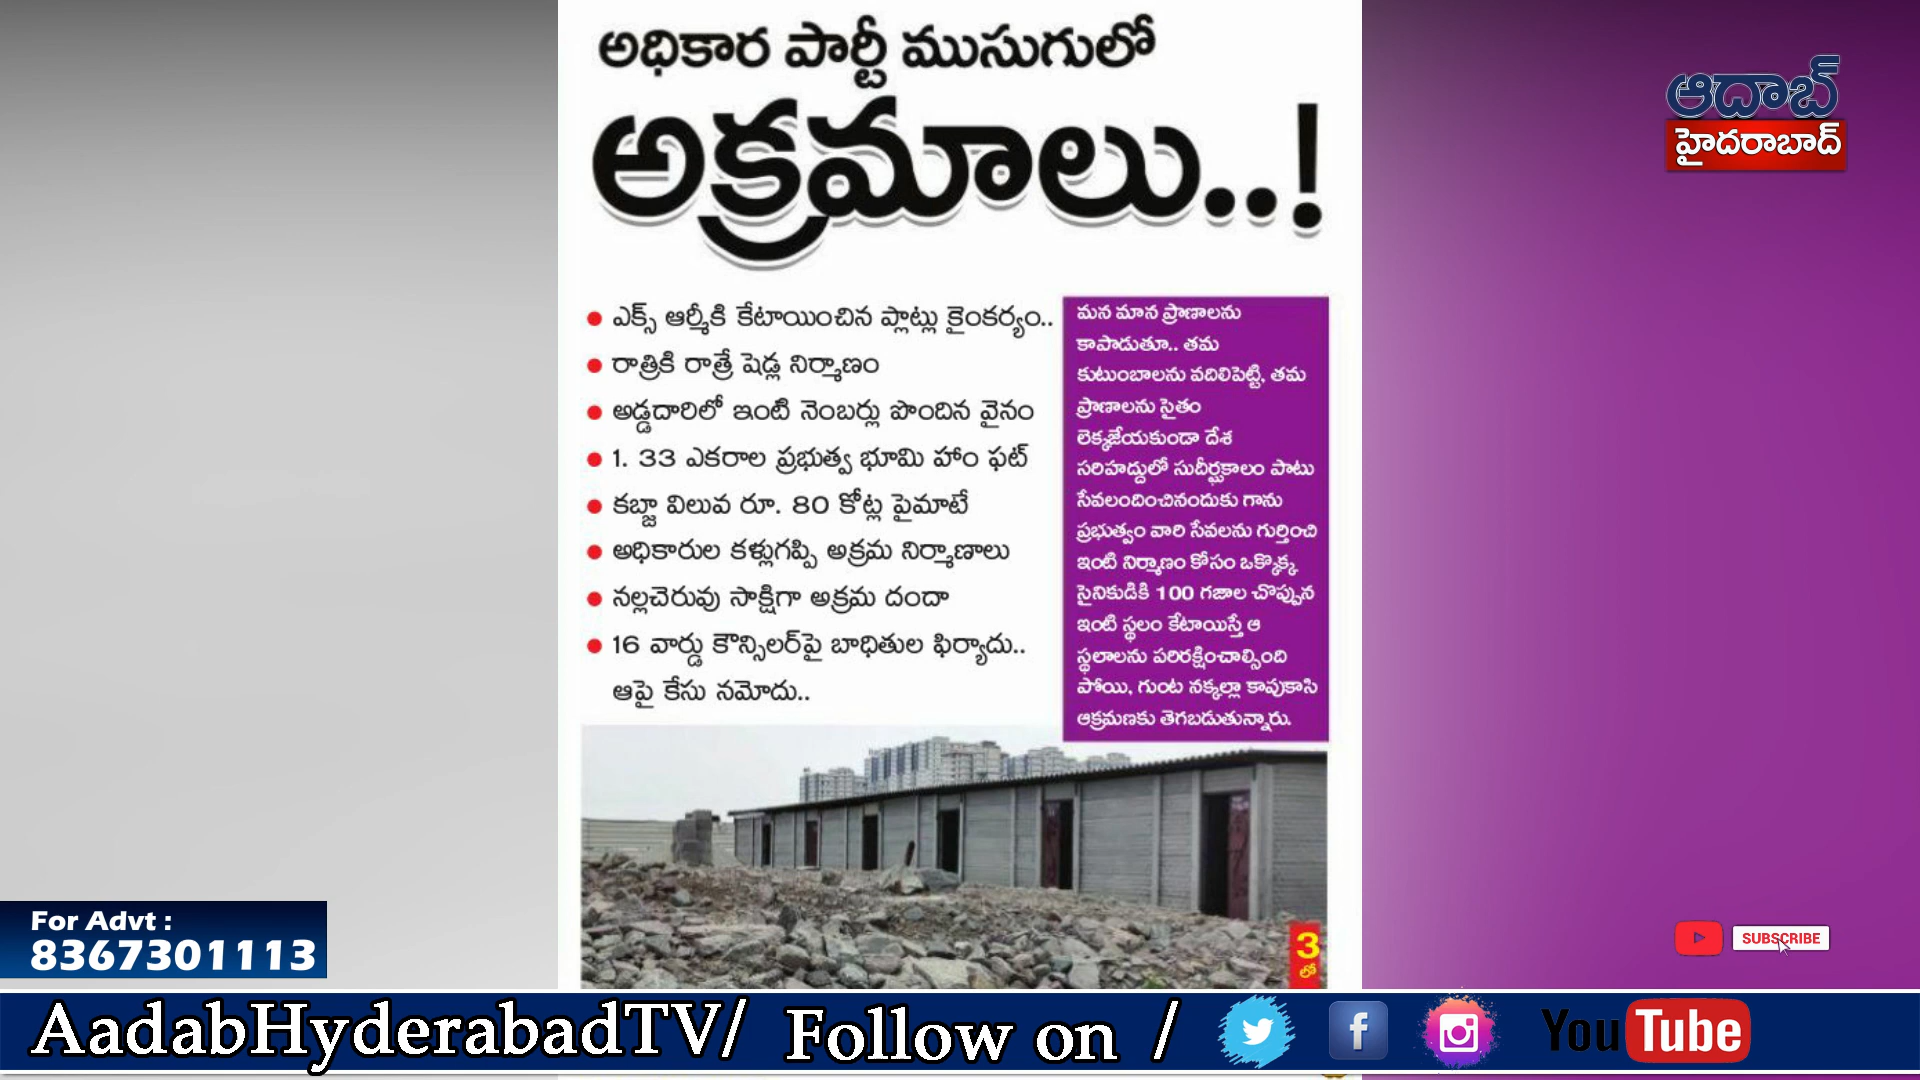 అధికార పార్టీ ముసుగులో
అక్రమాలు..!
ఆదాబ్
హైదరాబాద్
• ఎక్స్ ఆర్మీకి కేటాయించిన ప్లాట్లు కైంకర్యం..
• రాత్రికి రాత్రే షెడ్ల నిర్మాణం
• అడ్డదారిలో ఇంటి నెంబర్లు పొందిన వైనం
• 1. 33 ఎకరాల ప్రభుత్వ భూమి హాం ఫట్
• కబ్జా విలువ రూ. 80 కోట్ల పైమాటే
• అధికారుల కళ్లుగప్పి అక్రమ నిర్మాణాలు
• నల్లచెరువు సాక్షిగా అక్రమ దందా
• 16 వార్డు కౌన్సిలర్‌పై బాధితుల ఫిర్యాదు..
ఆపై కేసు నమోదు..
మన మాన ప్రాణాలను
కాపాడుతూ.. తమ
కుటుంబాలను వదిలిపెట్టి, తమ
ప్రాణాలను సైతం
లెక్కజేయకుండా దేశ
సరిహద్దులో సుదీర్ఘకాలం పాటు
సేవలందించినందుకు గాను
ప్రభుత్వం వారి సేవలను గుర్తించి
ఇంటి నిర్మాణం కోసం ఒక్కొక్క
సైనికుడికి 100 గజాల చొప్పున
ఇంటి స్థలం కేటాయిస్తే ఆ
స్థలాలను పరిరక్షించాల్సింది
పోయి, గుంట నక్కల్లా కాపుకాసి
ఆక్రమణకు తెగబడుతున్నారు.
3
లో
For Advt :
8367301113
SUBSCRIBE
AadabHyderabadTV/ Follow on /
YouTube